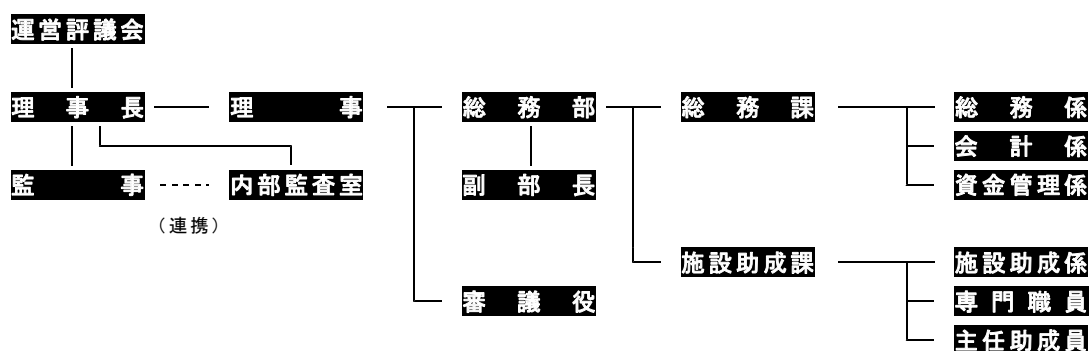 運営評議会
理事長 理事 総務部 総務課 総務係
会計係
監事 内部監査室 副部長 資金管理係
（連携）
施設助成課 施設助成係
審議役 専門職員
主任助成員